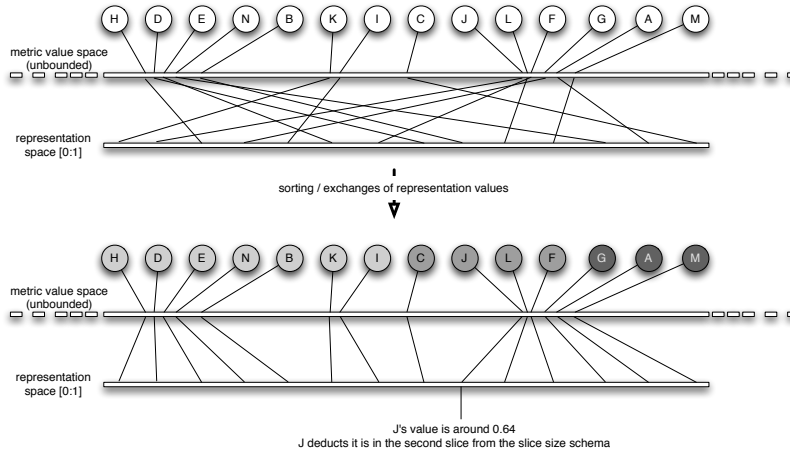 H D E N B K I C J L F G A M
metric value space
(unbounded)
representation
space [0:1]
sorting / exchanges of representation values
H D E N B K I C J L F G A M
metric value space
(unbounded)
representation
space [0:1]
J's value is around 0.64
J deducts it is in the second slice from the slice size schema